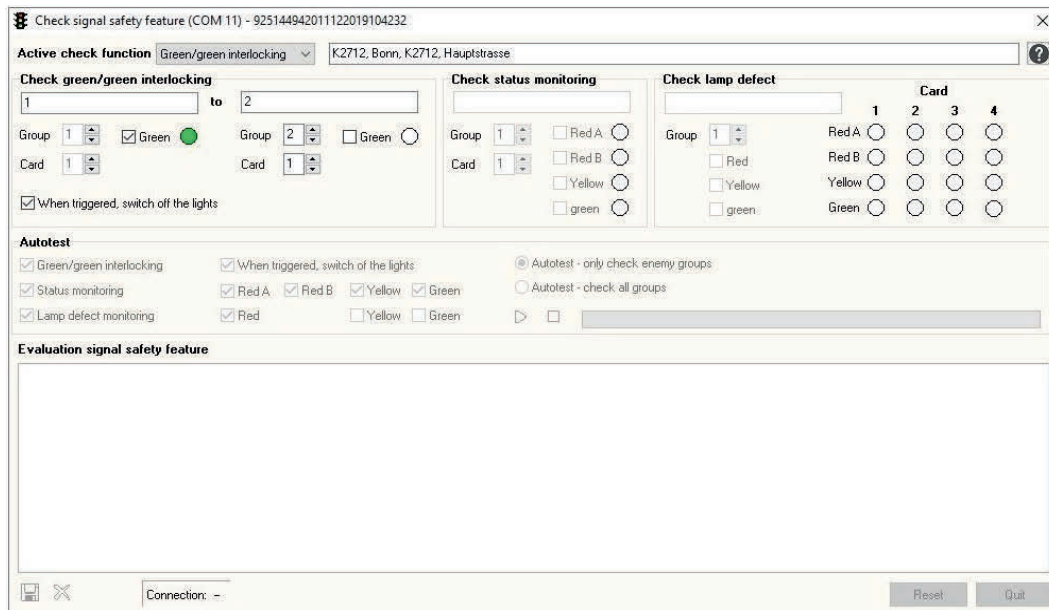 Check signal safety feature (COM 11) - 925144942011122019104232
Active check function Green/green interlocking K2712, Bonn, K2712, Hauptstrasse ?
Check green/green interlocking
1 to 2
Group 1 Green Group 2 Green
Card 1 Card 1
When triggered, switch off the lights
Check status monitoring
Group 1 Red A
Card 1 Red B
Yellow
green
Check lamp defect
Card
1 2 3 4
Group 1 Red A
Red Red B
Yellow Yellow
green Green
Autotest
Green/green interlocking When triggered, switch of the lights Autotest - only check enemy groups
Status monitoring Red A Red B Yellow Green Autotest - check all groups
Lamp defect monitoring Red Yellow Green
Evaluation signal safety feature
Connection: -
Reset Quit